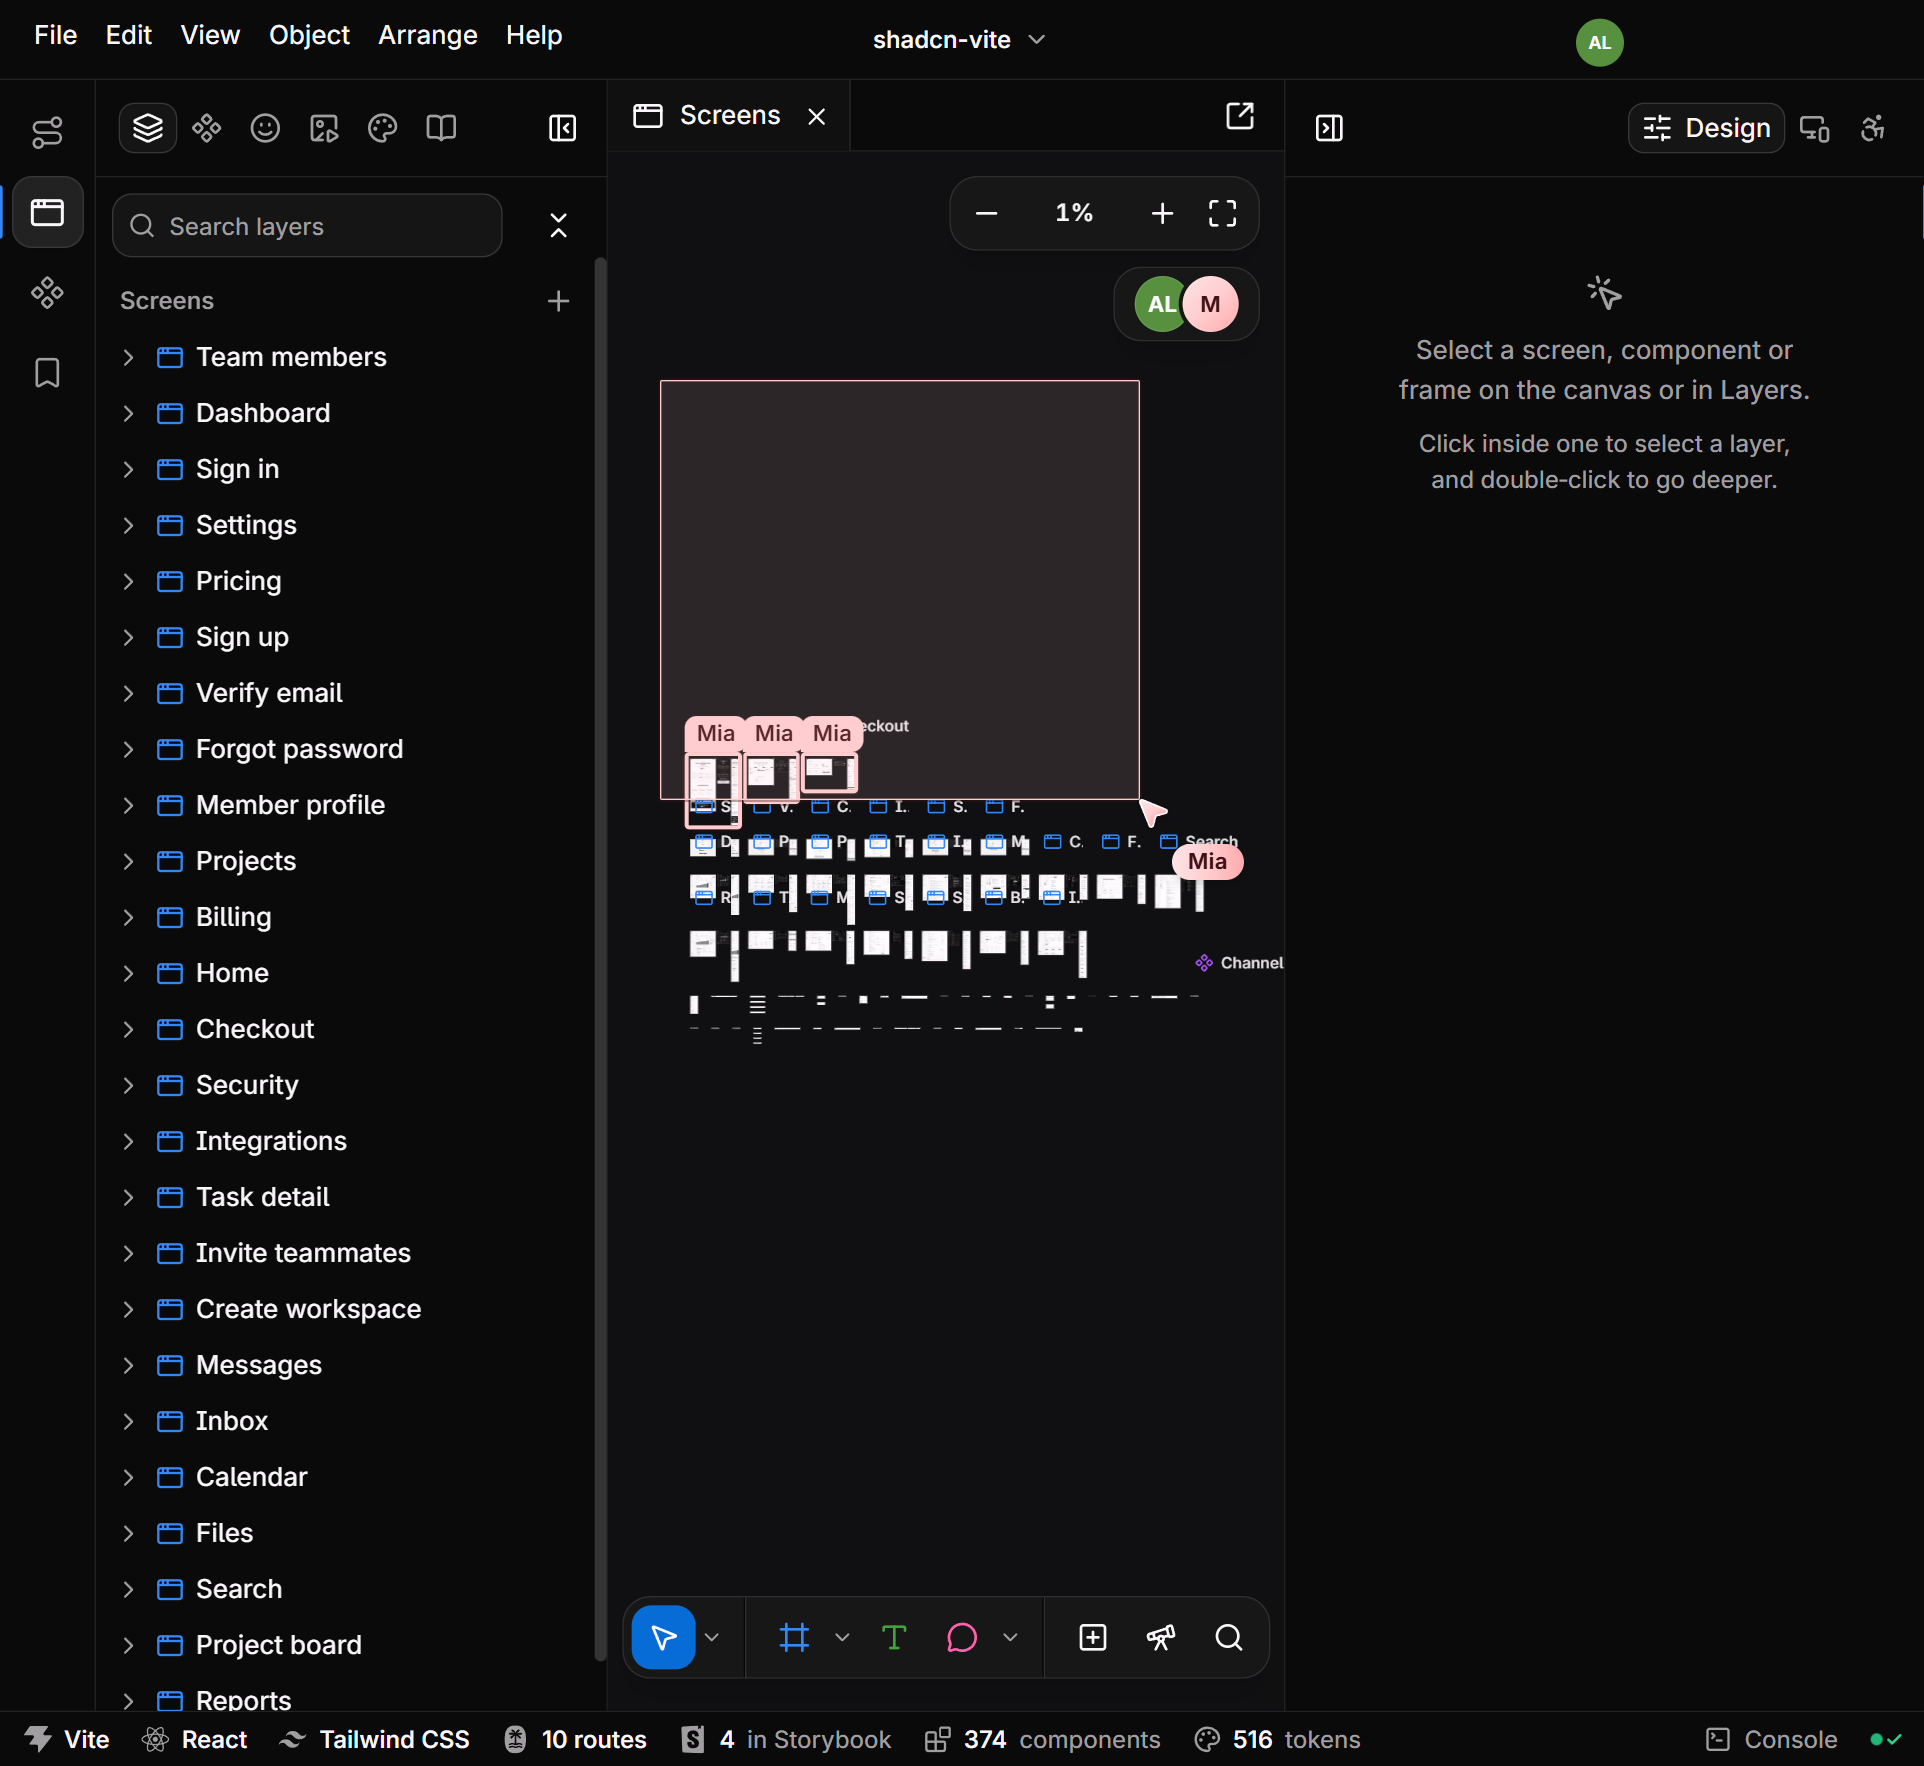 File Edit View Object Arrange Help
shadcn-vite
AL
Screens
Design
Search layers
1%
Screens
AL M
Team members
Dashboard
Sign in
Settings
Pricing
Sign up
Verify email
Forgot password
Member profile
Projects
Billing
Home
Checkout
Security
Integrations
Task detail
Invite teammates
Create workspace
Messages
Inbox
Calendar
Files
Search
Project board
Reports
Select a screen, component or
frame on the canvas or in Layers.
Click inside one to select a layer,
and double-click to go deeper.
Mia Mia Mia eckout
S V. C. I.. S. F.
D P P T. I. M C. F. Search
Mia
R T M S S B. I.
Channel
Vite React Tailwind CSS 10 routes 4 in Storybook 374 components 516 tokens Console